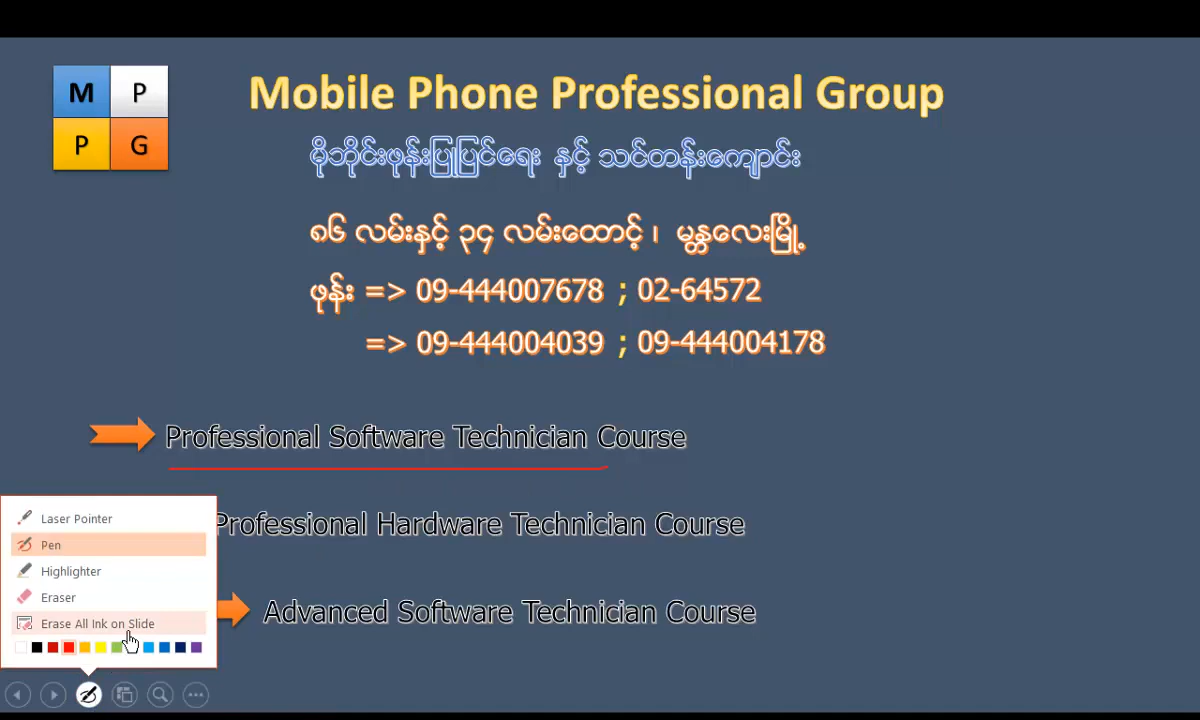 M P
P G
Mobile Phone Professional Group
မိုဘိုင်းဖုန်းပြုပြင်ရေး နှင့် သင်တန်းကျောင်း
၈၆ လမ်းနှင့် ၃၄ လမ်းထောင့် ၊ မန္တလေးမြို့
ဖုန်း => 09-444007678 ; 02-64572
=> 09-444004039 ; 09-444004178
Professional Software Technician Course
Professional Hardware Technician Course
Advanced Software Technician Course
Laser Pointer
Pen
Highlighter
Eraser
Erase All Ink on Slide